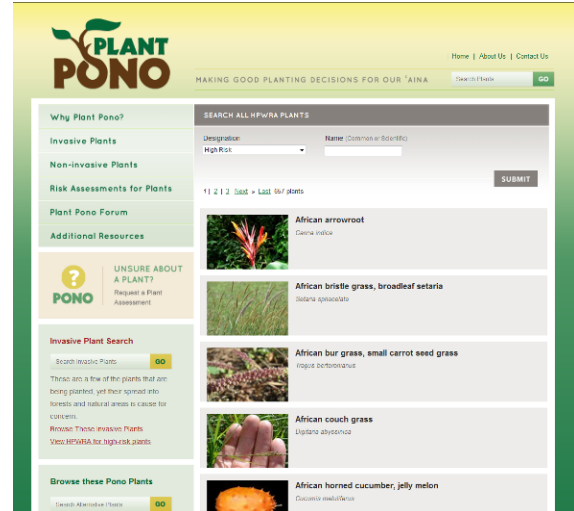 PLANT
PONO
MAKING GOOD PLANTING DECISIONS FOR OUR 'AINA
Home | About Us | Contact Us
Search Plants GO
Why Plant Pono?
Invasive Plants
Non-invasive Plants
Risk Assessments for Plants
Plant Pono Forum
Additional Resources
?
PONO
UNSURE ABOUT
A PLANT?
Request a Plant
Assessment
Invasive Plant Search
Search Invasive Plants GO
These are a few of the plants that are
being planted, yet their spread into
forests and natural areas is cause for
concern.
Browse These Invasive Plants
View HPWRA for high-risk plants
Browse these Pono Plants
Search Alternative Plants GO
SEARCH ALL HPWRA PLANTS
Designation
High Risk
Name (Common or Scientific)
SUBMIT
1 | 2 | 3 Next » Last 557 plants
African arrowroot
Canna indica
African bristle grass, broadleaf setaria
Setaria sphacelata
African bur grass, small carrot seed grass
Tragus berteronianus
African couch grass
Digitaria abyssinica
African horned cucumber, jelly melon
Cucumis metuliferus